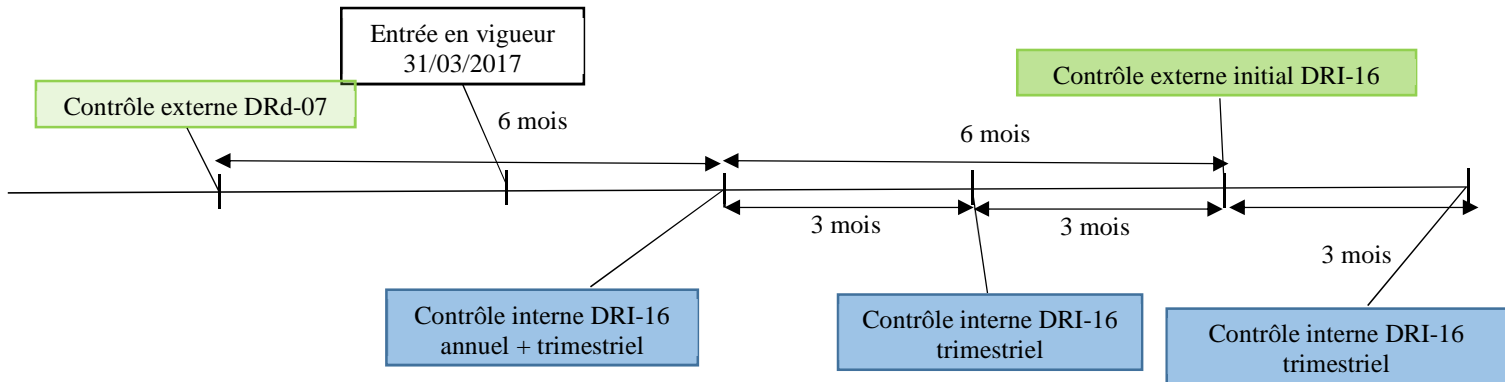 Entrée en vigueur
31/03/2017
Contrôle externe DRd-07
Contrôle externe initial DRI-16
6 mois
6 mois
3 mois
3 mois
3 mois
Contrôle interne DRI-16
annuel + trimestriel
Contrôle interne DRI-16
trimestriel
Contrôle interne DRI-16
trimestriel